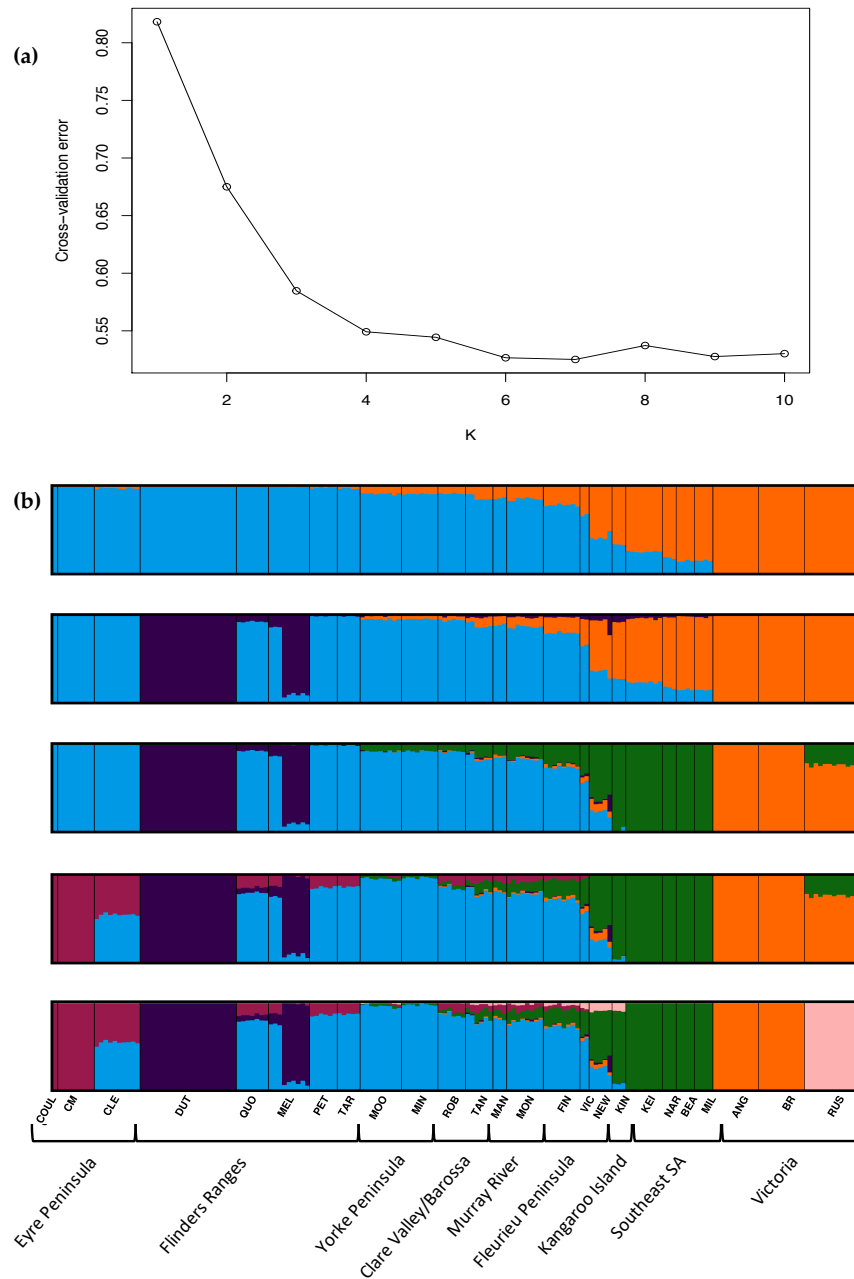 (a)
Cross−validation error
0.80
0.75
0.70
0.65
0.60
0.55
2
4
6
8
10
K
(b)
COUL
CM
CLE
DUT
QUO
MEL
PET
TAR
MOO
MIN
ROB
TAN
MAN
MON
FIN
VIC
NEW
KIN
KEI
NAR
BEA
MIL
ANG
BR
RUS
Eyre Peninsula
Flinders Ranges
Yorke Peninsula
Clare Valley/Barossa
Murray River
Fleurieu Peninsula
Kangaroo Island
Southeast SA
Victoria